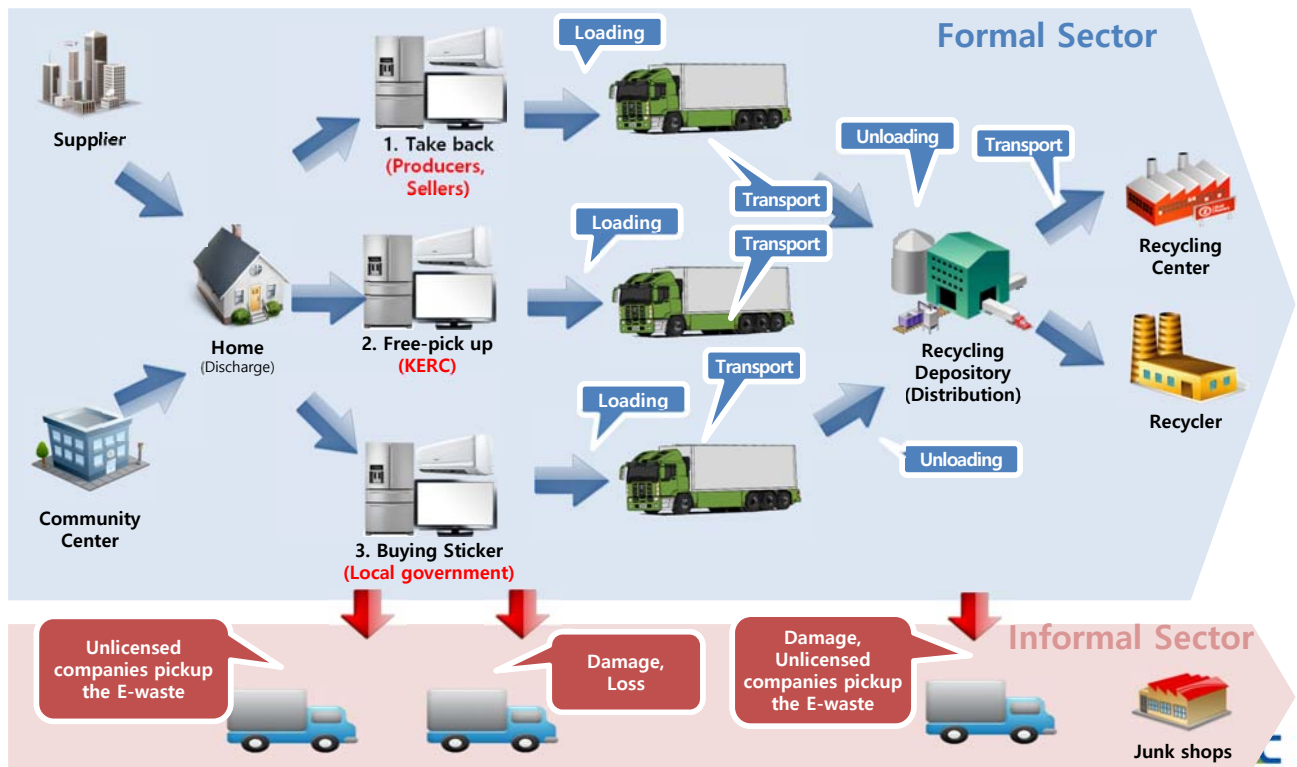 Formal Sector
Loading
Supplier
1. Take back
(Producers,
Sellers)
Unloading
Transport
Transport
Loading
Transport
Recycling
Center
Home
(Discharge)
2. Free-pick up
(KERC)
Recycling
Depository
(Distribution)
Transport
Loading
Recycler
Unloading
Community
Center
3. Buying Sticker
(Local government)
Informal Sector
Unlicensed
companies pickup
the E-waste
Damage,
Loss
Damage,
Unlicensed
companies pickup
the E-waste
Junk shops